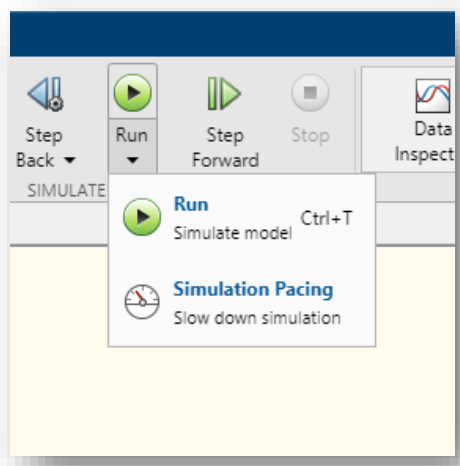 Step
Back
Run
Step
Forward
Stop
Data
Inspect
SIMULATE
Run
Simulate model
Ctrl+T
Simulation Pacing
Slow down simulation